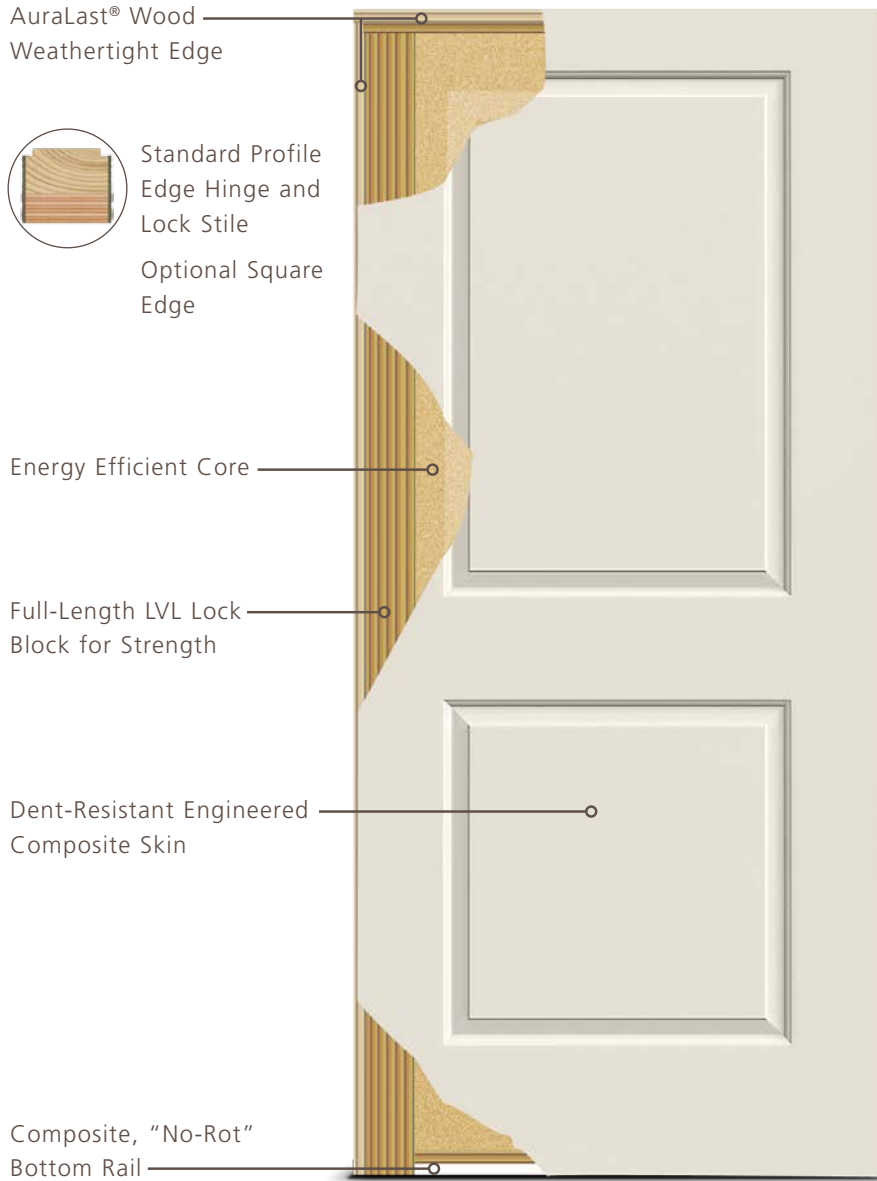 AuraLast® Wood
Weathertight Edge
Standard Profile
Edge Hinge and
Lock Stile
Optional Square
Edge
Energy Efficient Core
Full-Length LVL Lock
Block for Strength
Dent-Resistant Engineered
Composite Skin
Composite, “No-Rot”
Bottom Rail